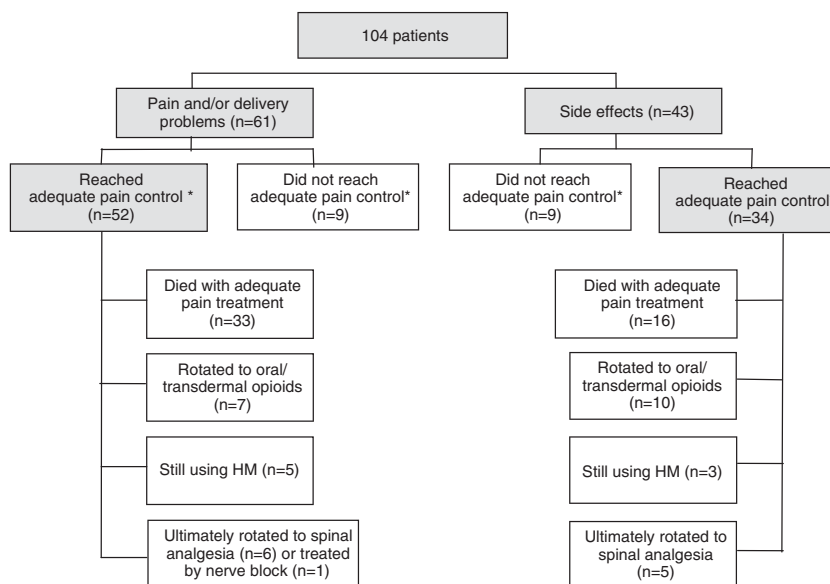 104 patients
Pain and/or delivery
problems (n=61)
Side effects (n=43)
Reached
adequate pain control *
(n=52)
Did not reach
adequate pain control*
(n=9)
Did not reach
adequate pain control*
(n=9)
Reached
adequate pain control
(n=34)
Died with adequate
pain treatment
(n=33)
Rotated to oral/
transdermal opioids
(n=7)
Still using HM (n=5)
Ultimately rotated to spinal
analgesia (n=6) or treated
by nerve block (n=1)
Died with adequate
pain treatment
(n=16)
Rotated to oral/
transdermal opioids
(n=10)
Still using HM (n=3)
Ultimately rotated to
spinal analgesia
(n=5)